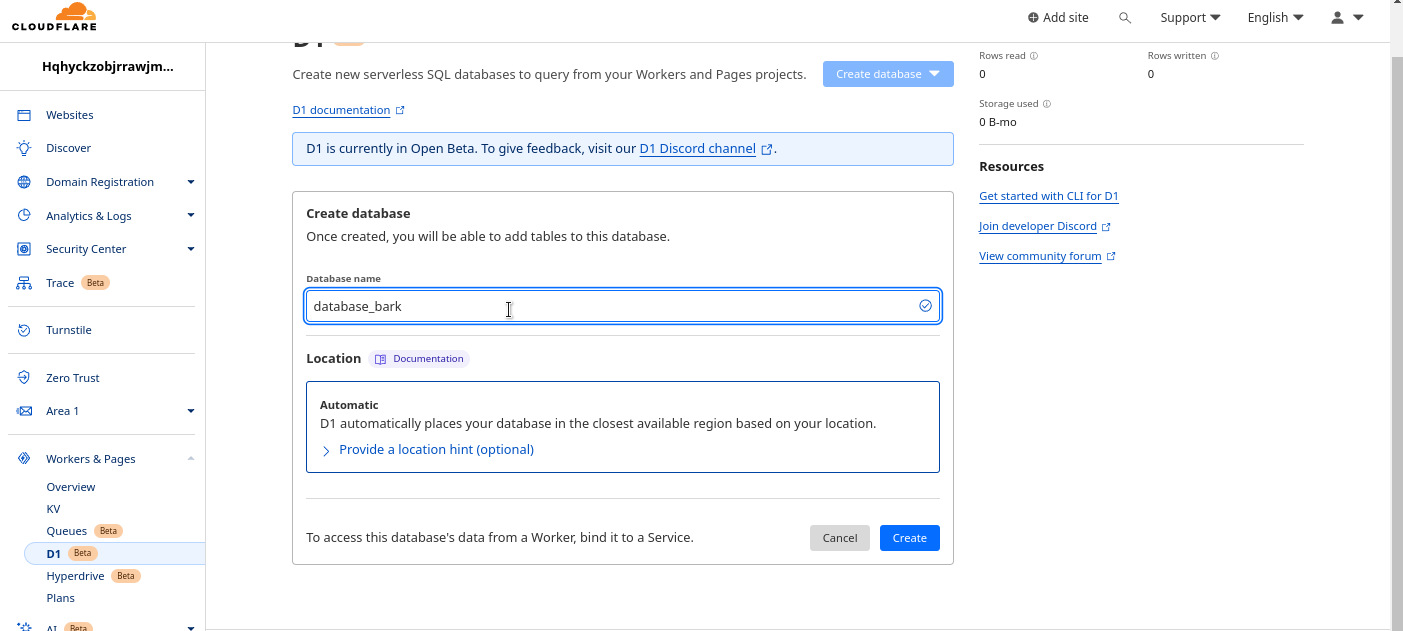 CLOUDFLARE
Add site
Support
English
Hqhyckzobjrrawjm...
Websites
Discover
Domain Registration
Analytics & Logs
Security Center
Trace Beta
Turnstile
Zero Trust
Area 1
Workers & Pages
Overview
KV
Queues Beta
D1 Beta
Hyperdrive Beta
Plans
AI Beta
D1
Create new serverless SQL databases to query from your Workers and Pages projects.
Create database
D1 documentation
D1 is currently in Open Beta. To give feedback, visit our D1 Discord channel .
Create database
Once created, you will be able to add tables to this database.
Database name
database_bark
Location Documentation
Automatic
D1 automatically places your database in the closest available region based on your location.
Provide a location hint (optional)
To access this database's data from a Worker, bind it to a Service.
Cancel Create
Rows read Rows written
0 0
Storage used
0 B-mo
Resources
Get started with CLI for D1
Join developer Discord
View community forum